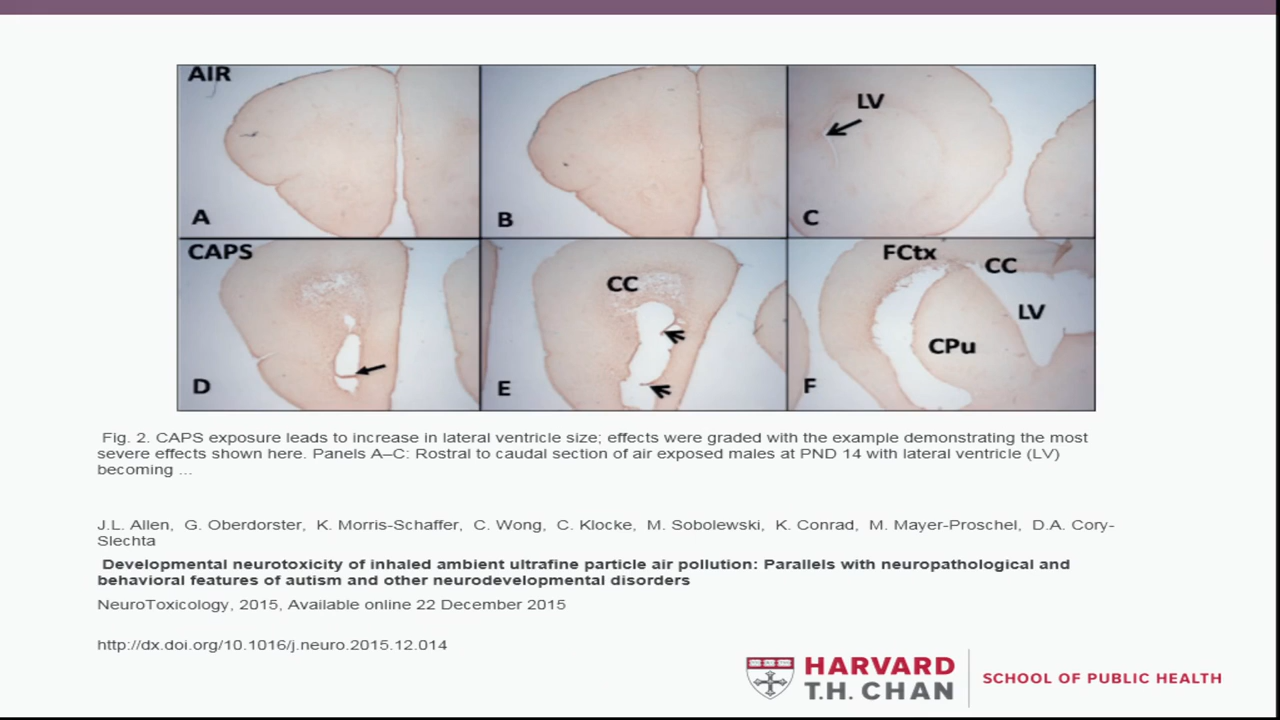 AIR
LV
A
B
C
CAPS
CC
FCtx
CC
LV
CPu
D
E
F
Fig. 2. CAPS exposure leads to increase in lateral ventricle size; effects were graded with the example demonstrating the most
severe effects shown here. Panels A–C: Rostral to caudal section of air exposed males at PND 14 with lateral ventricle (LV)
becoming ...
J.L. Allen, G. Oberdorster, K. Morris-Schaffer, C. Wong, C. Klocke, M. Sobolewski, K. Conrad, M. Mayer-Proschel, D.A. Cory-
Slechta
Developmental neurotoxicity of inhaled ambient ultrafine particle air pollution: Parallels with neuropathological and
behavioral features of autism and other neurodevelopmental disorders
NeuroToxicology, 2015, Available online 22 December 2015
http://dx.doi.org/10.1016/j.neuro.2015.12.014
HARVARD
T.H. CHAN
SCHOOL OF PUBLIC HEALTH